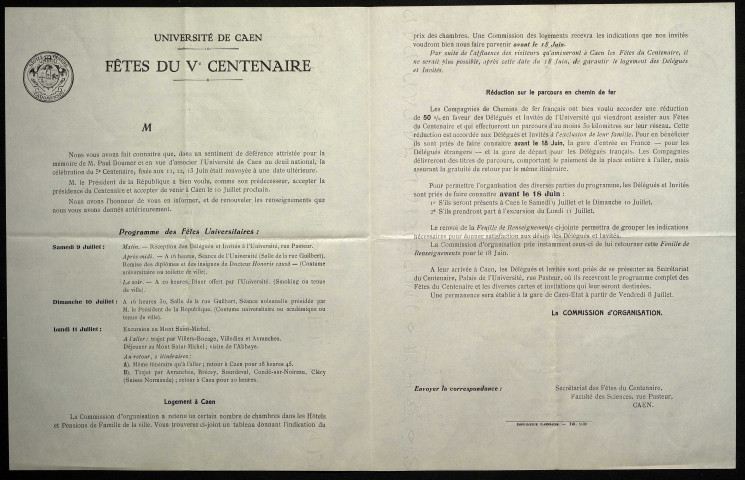 UNIVERSITÉ DE CAEN
FÊTES DU Vᵉ CENTENAIRE
M
Nous vous avons fait connaître que, dans un sentiment de déférence attristée pour la
mémoire de M. Paul Doumer et en vue d'associer l'Université de Caen au deuil national, la
célébration du 5ᵉ Centenaire, fixée aux 11, 12, 13 Juin était renvoyée à une date ultérieure.
M. le Président de la République a bien voulu, comme son prédécesseur, accepter la
présidence du Centenaire et accepter de venir à Caen le 10 Juillet prochain.
Nous avons l'honneur de vous en informer, et de renouveler les renseignements que
nous vous avons donnés antérieurement.
Programme des Fêtes Universitaires :
Samedi 9 Juillet : Matin. — Réception des Délégués et Invités à l'Université, rue Pasteur.
Après-midi. — A 16 heures, Séance de l'Université (Salle de la rue Guilbert).
Remise des diplômes et des insignes de Docteur Honoris causâ — (Costume
universitaire ou toilette de ville).
Le soir. — A 20 heures, Dîner offert par l'Université. (Smoking ou tenue
de ville).
Dimanche 10 Juillet : A 16 heures 30, Salle de la rue Guilbert, Séance solennelle présidée par
M. le Président de la République. (Costume universitaire ou académique ou
tenue de ville).
Lundi 11 Juillet : Excursion au Mont Saint-Michel.
A l'aller : trajet par Villers-Bocage, Villedieu et Avranches.
Déjeuner au Mont Saint-Michel ; visite de l'Abbaye.
Au retour, 2 itinéraires :
A). Même itinéraire qu'à l'aller ; retour à Caen pour 18 heures 45.
B). Trajet par Avranches, Brécey, Sourdeval, Condé-sur-Noireau, Clécy
(Suisse Normande) ; retour à Caen pour 20 heures.
Logement à Caen
La Commission d'organisation a retenu un certain nombre de chambres dans les Hôtels
et Pensions de Famille de la ville. Vous trouverez ci-joint un tableau donnant l'indication du
prix des chambres. Une Commission des logements recevra les indications que nos invités
voudront bien nous faire parvenir avant le 18 Juin.
Par suite de l'affluence des visiteurs qu'amèneront à Caen les Fêtes du Centenaire, il
ne serait plus possible, après cette date du 18 Juin, de garantir le logement des Délégués
et Invités.
Réduction sur le parcours en chemin de fer
Les Compagnies de Chemins de fer français ont bien voulu accorder une réduction
de 50 % en faveur des Délégués et Invités de l'Université qui viendront assister aux Fêtes
du Centenaire et qui effectueront un parcours d'au moins 50 kilomètres sur leur réseau. Cette
réduction est accordée aux Délégués et Invités à l'exclusion de leur famille. Pour en bénéficier
ils sont priés de faire connaître avant le 18 Juin, la gare d'entrée en France — pour les
Délégués étrangers — et la gare de départ pour les Délégués français. Les Compagnies
délivreront des titres de parcours, comportant le paiement de la place entière à l'aller, mais
assurant la gratuité du retour par le même itinéraire.
Pour permettre l'organisation des diverses parties du programme, les Délégués et Invités
sont priés de faire connaître avant le 18 Juin :
1º S'ils seront présents à Caen le Samedi 9 Juillet et le Dimanche 10 Juillet.
2º S'ils prendront part à l'excursion du Lundi 11 Juillet.
Le renvoi de la Feuille de Renseignements ci-jointe permettra de grouper les indications
nécessaires pour donner satisfaction aux désirs des Délégués et Invités.
La Commission d'organisation prie instamment ceux-ci de lui retourner cette Feuille de
Renseignements pour le 18 Juin.
A leur arrivée à Caen, les Délégués et Invités sont priés de se présenter au Secrétariat
du Centenaire, Palais de l'Université, rue Pasteur, où ils recevront le programme complet des
Fêtes du Centenaire et les diverses cartes et invitations qui leur seront destinées.
Une permanence sera établie à la gare de Caen-Etat à partir de Vendredi 8 Juillet.
La COMMISSION d'ORGANISATION.
Envoyer la correspondance : Secrétariat des Fêtes du Centenaire,
Faculté des Sciences, rue Pasteur,
CAEN.